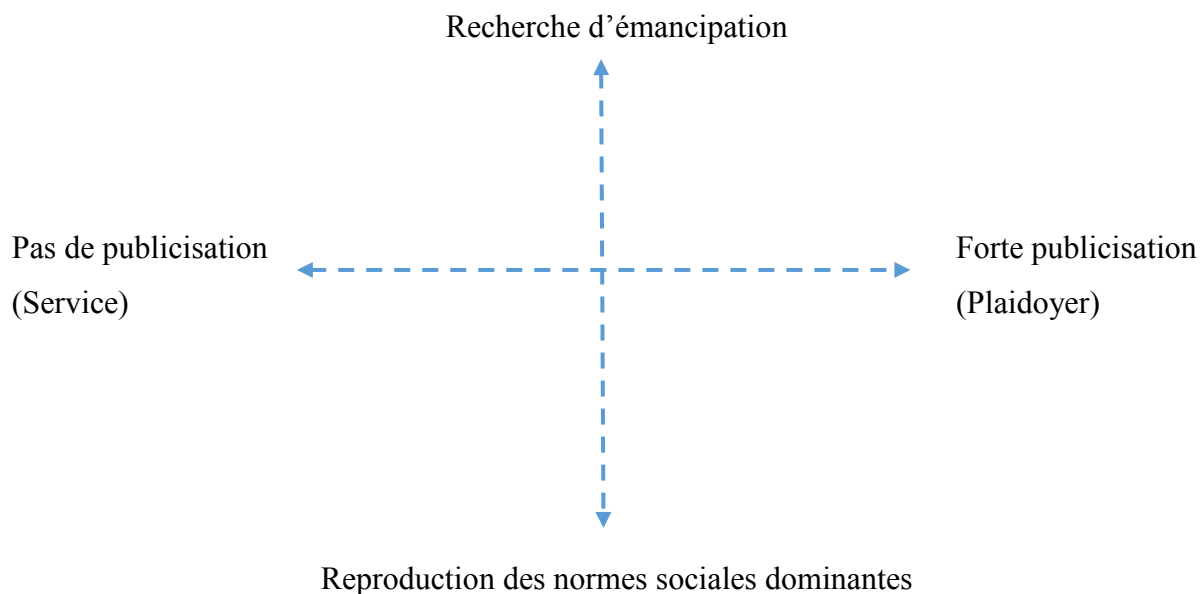 Recherche d’émancipation
Pas de publicisation
(Service)
Forte publicisation
(Plaidoyer)
Reproduction des normes sociales dominantes